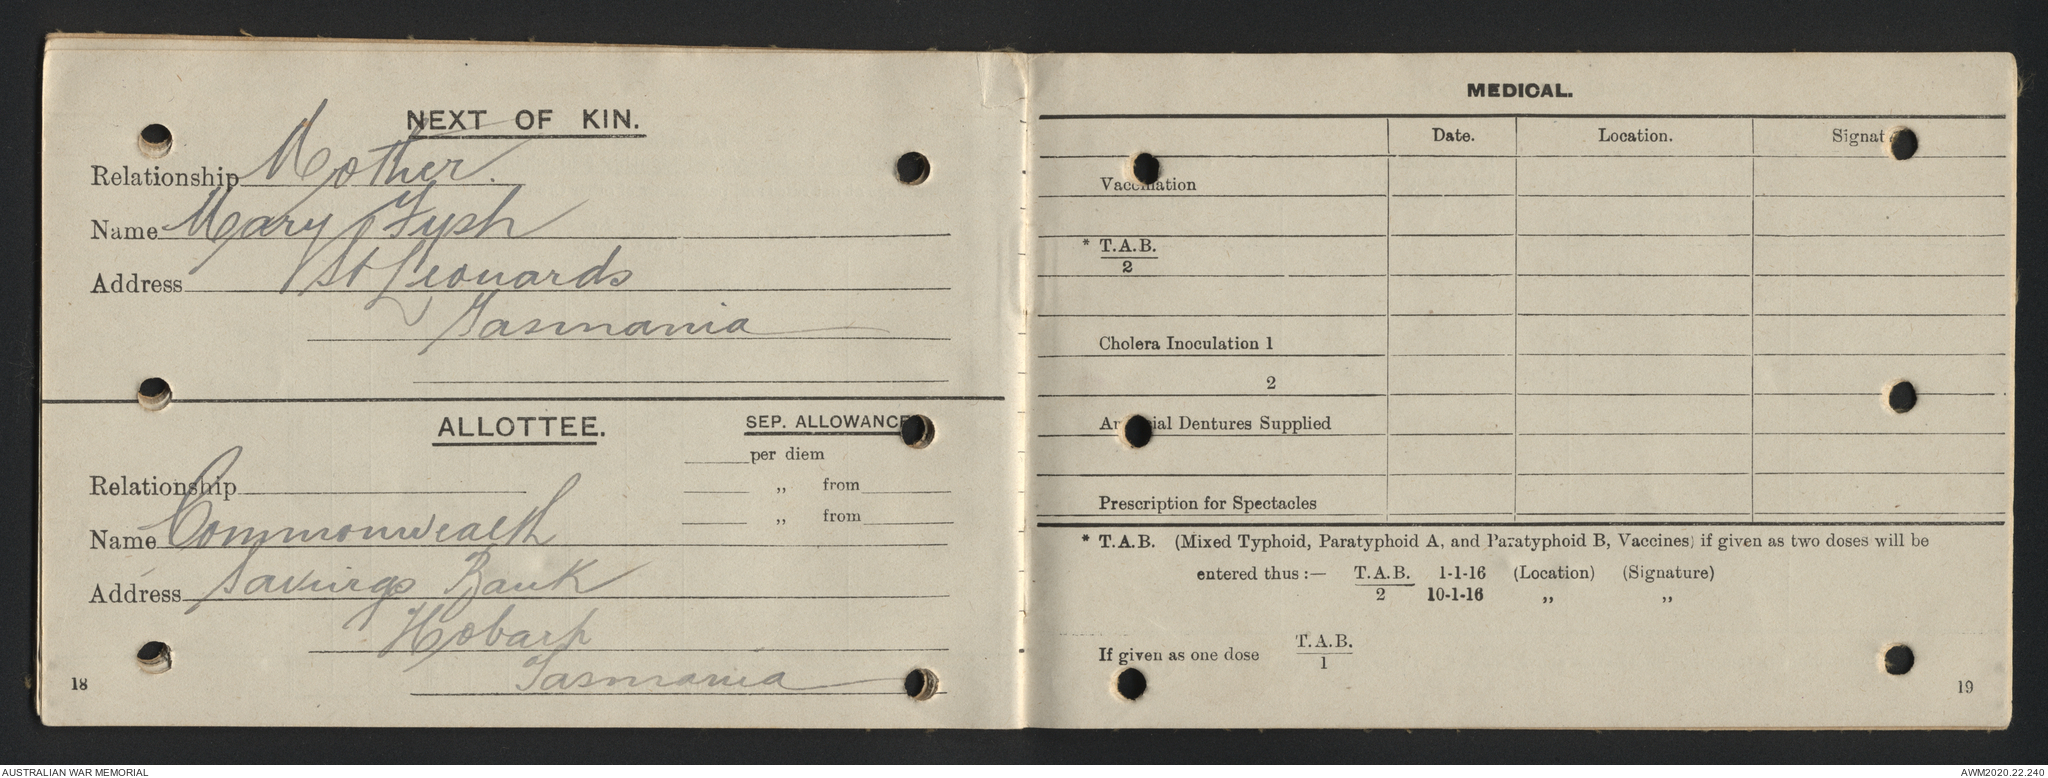 NEXT OF KIN.
Relationship Mother.
Name Mary Fysh
Address St Leonards
Tasmania
ALLOTTEE.
SEP. ALLOWANCE
per diem
Relationship
„ from
„ from
Name Commonwealth
Address Savings Bank
Hobart
Tasmania
18
MEDICAL.
Date. Location. Signat
Vaccination
* T.A.B.
2
Cholera Inoculation 1
2
Artificial Dentures Supplied
Prescription for Spectacles
* T.A.B. (Mixed Typhoid, Paratyphoid A, and Paratyphoid B, Vaccines) if given as two doses will be
entered thus :— T.A.B. 1-1-16 (Location) (Signature)
2 10-1-16 „ „
If given as one dose T.A.B.
1
19
AUSTRALIAN WAR MEMORIAL
AWM2020.22.240